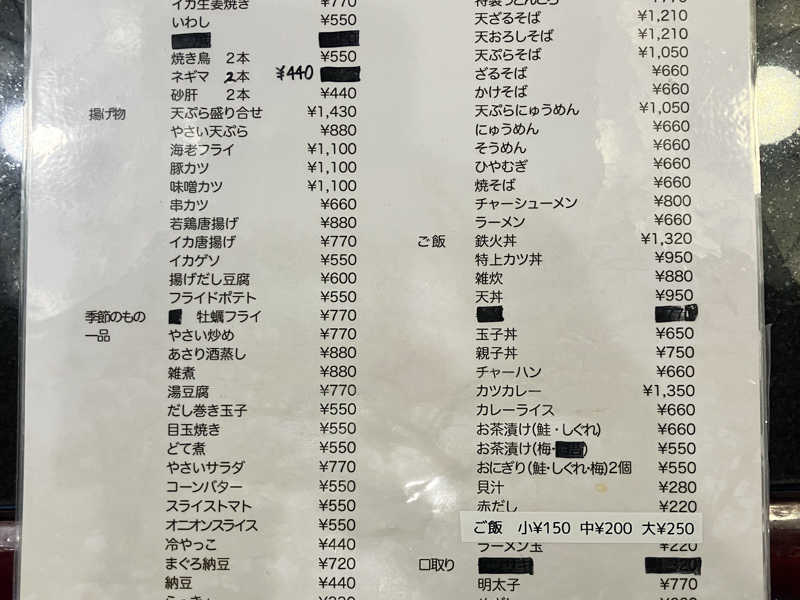 イカ生姜焼き ¥770
いわし ¥550
焼き鳥 2本 ¥550
ネギマ 2本 ¥440
砂肝 2本 ¥440
揚げ物 天ぷら盛り合せ ¥1,430
やさい天ぷら ¥880
海老フライ ¥1,100
豚カツ ¥1,100
味噌カツ ¥1,100
串カツ ¥660
若鶏唐揚げ ¥880
イカ唐揚げ ¥770
イカゲソ ¥550
揚げだし豆腐 ¥600
フライドポテト ¥550
季節のもの 牡蠣フライ ¥770
一品 やさい炒め ¥770
あさり酒蒸し ¥880
雑煮 ¥880
湯豆腐 ¥770
だし巻き玉子 ¥550
目玉焼き ¥550
どて煮 ¥550
やさいサラダ ¥770
コーンバター ¥550
スライストマト ¥550
オニオンスライス ¥550
冷やっこ ¥440
まぐろ納豆 ¥720
納豆 ¥440
天ざるそば ¥1,210
天おろしそば ¥1,210
天ぷらそば ¥1,050
ざるそば ¥660
かけそば ¥660
天ぷらにゅうめん ¥1,050
にゅうめん ¥660
そうめん ¥660
ひやむぎ ¥660
焼そば ¥660
チャーシューメン ¥800
ラーメン ¥660
ご飯 鉄火丼 ¥1,320
特上カツ丼 ¥950
雑炊 ¥880
天丼 ¥950
玉子丼 ¥650
親子丼 ¥750
チャーハン ¥660
カツカレー ¥1,350
カレーライス ¥660
お茶漬け(鮭・しぐれ) ¥660
お茶漬け(梅・ ) ¥550
おにぎり(鮭・しぐれ・梅)2個 ¥550
貝汁 ¥280
赤だし ¥220
ご飯 小¥150 中¥200 大¥250
ラーメン玉 ¥220
口取り
明太子 ¥770